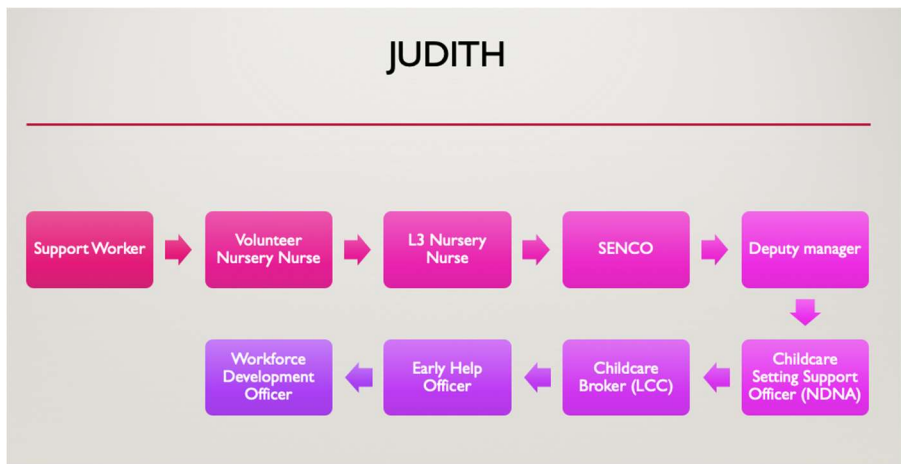 JUDITH
Support Worker
Volunteer
Nursery Nurse
L3 Nursery
Nurse
SENCO
Deputy manager
Childcare
Setting Support
Officer (NDNA)
Childcare
Broker (LCC)
Early Help
Officer
Workforce
Development
Officer